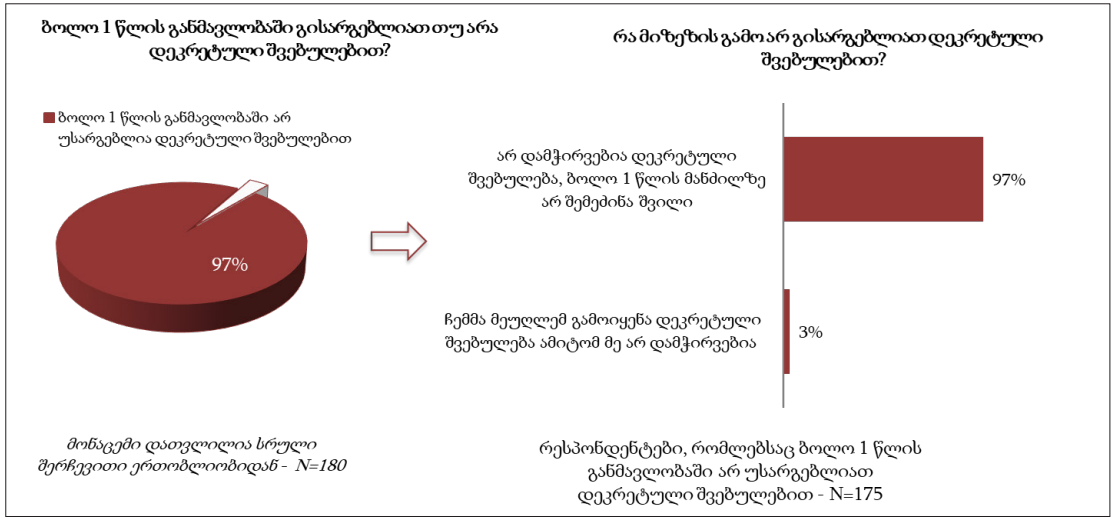 ბოლო 1 წლის განმავლობაში გისარგებლიათ თუ არა
დეკრეტული შვებულებით?
ბოლო 1 წლის განმავლობაში არ
უსარგებლია დეკრეტული შვებულებით
97%
მონაცემი დათვლილია სრული
შერჩევითი ერთობლიობიდან - N=180
რა მიზეზის გამო არ გისარგებლიათ დეკრეტული
შვებულებით?
არ დამჭირვებია დეკრეტული
შვებულება, ბოლო 1 წლის მანძილზე
არ შემეძინა შვილი
97%
ჩემმა მეუღლემ გამოიყენა დეკრეტული
შვებულება ამიტომ მე არ დამჭირვებია
3%
რესპონდენტები, რომლებსაც ბოლო 1 წლის
განმავლობაში არ უსარგებლიათ
დეკრეტული შვებულებით - N=175